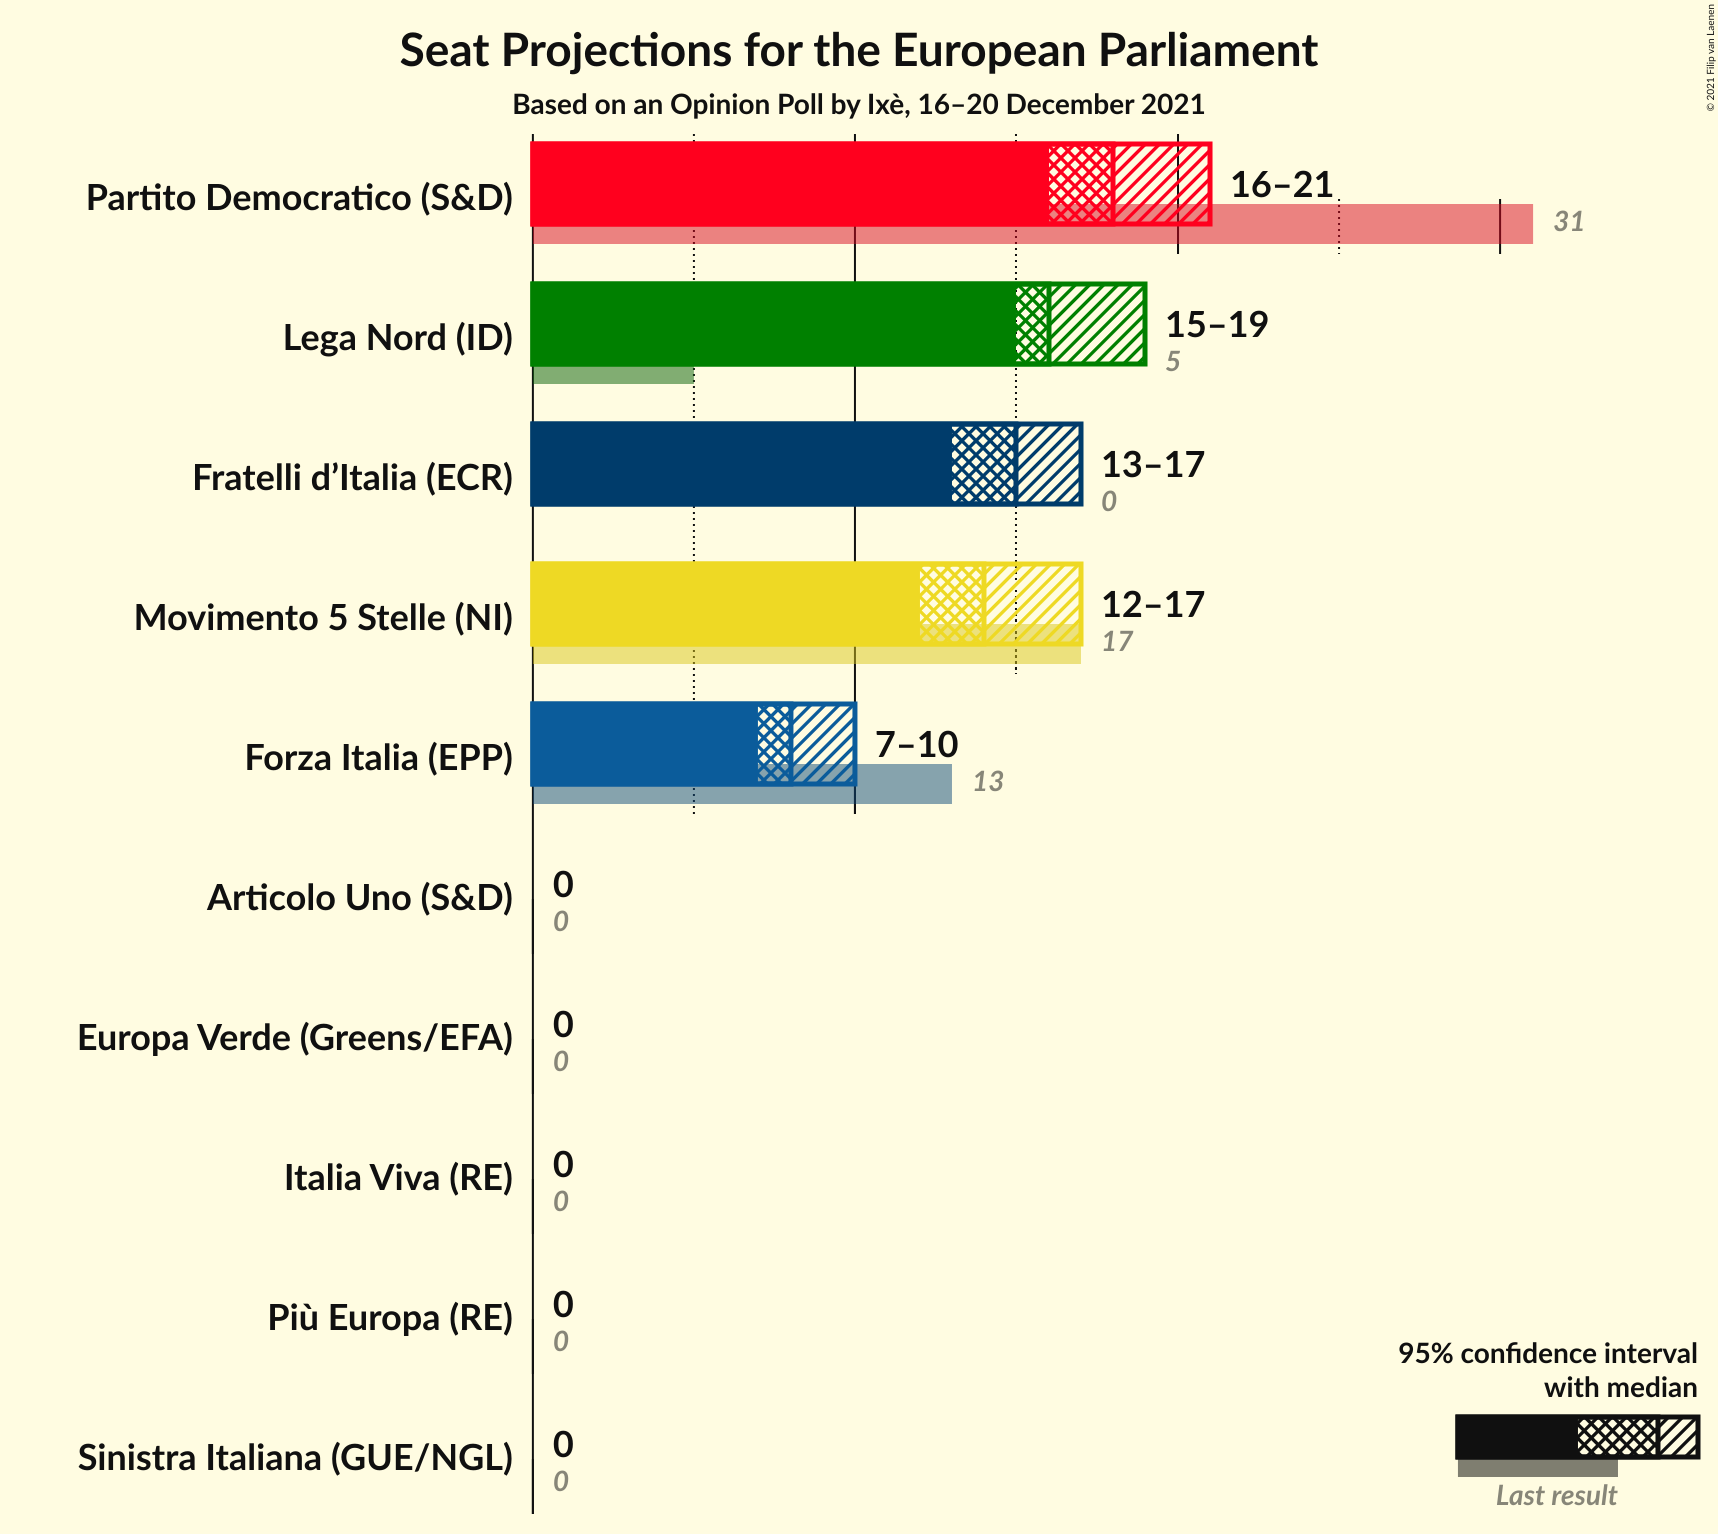 Seat Projections for the European Parliament
Based on an Opinion Poll by Ixè, 16–20 December 2021
© 2021 Filip van Laenen
Partito Democratico (S&D)
16–21
31
Lega Nord (ID)
15–19
5
Fratelli d’Italia (ECR)
13–17
0
Movimento 5 Stelle (NI)
12–17
17
Forza Italia (EPP)
7–10
13
Articolo Uno (S&D)
0
0
Europa Verde (Greens/EFA)
0
0
Italia Viva (RE)
0
0
Più Europa (RE)
0
0
Sinistra Italiana (GUE/NGL)
0
0
95% confidence interval
with median
Last result